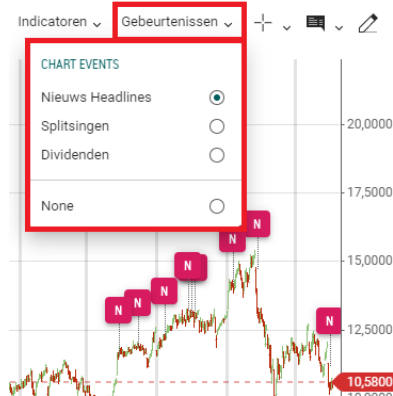 Indicatoren Gebeurtenissen
CHART EVENTS
Nieuws Headlines
Splitsingen
Dividenden
None
20,0000
17,5000
15,0000
12,5000
10,5800
N
N
N
N
N
N
N